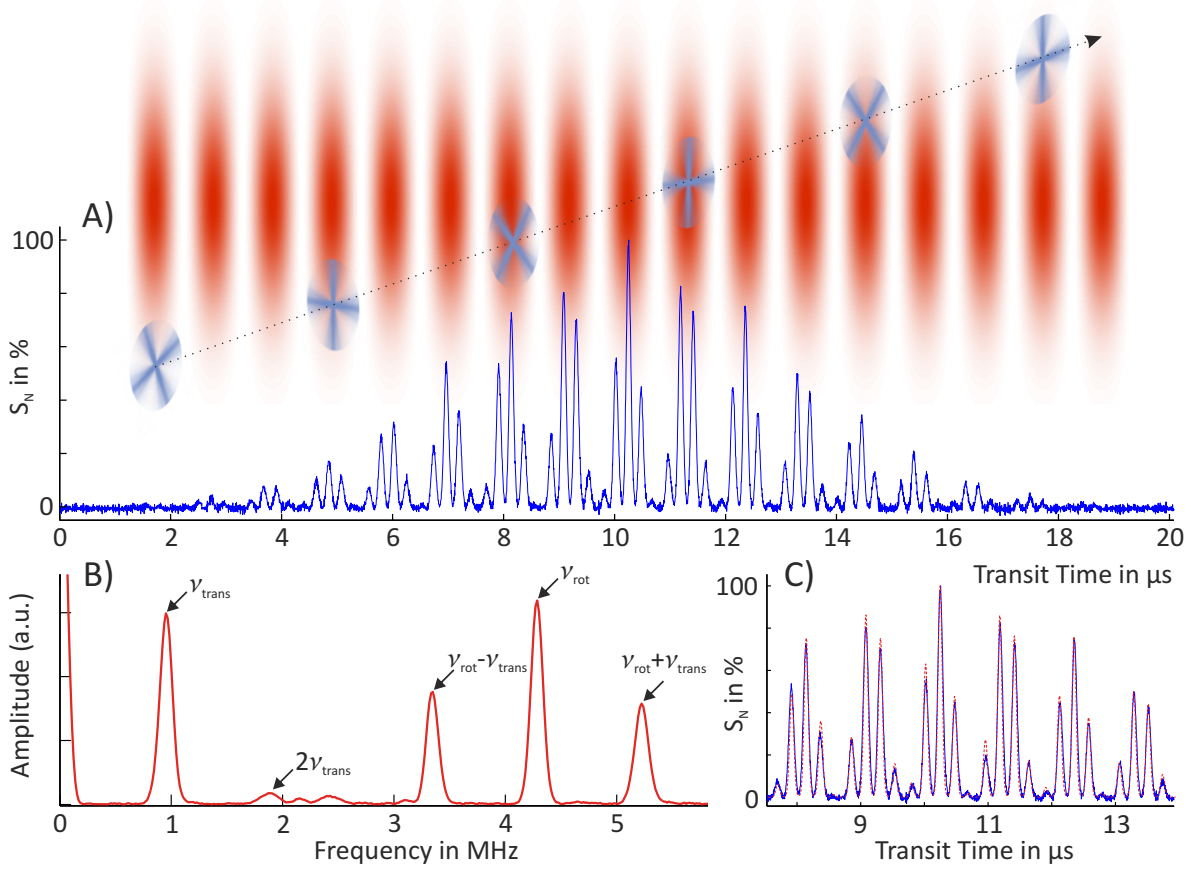 A)
100
0
S_N in %
0 2 4 6 8 10 12 14 16 18 20
Transit Time in µs
B)
ν_trans
2ν_trans
ν_rot-ν_trans
ν_rot
ν_rot+ν_trans
Amplitude (a.u.)
0 1 2 3 4 5
Frequency in MHz
C)
100
0
S_N in %
9 11 13
Transit Time in µs